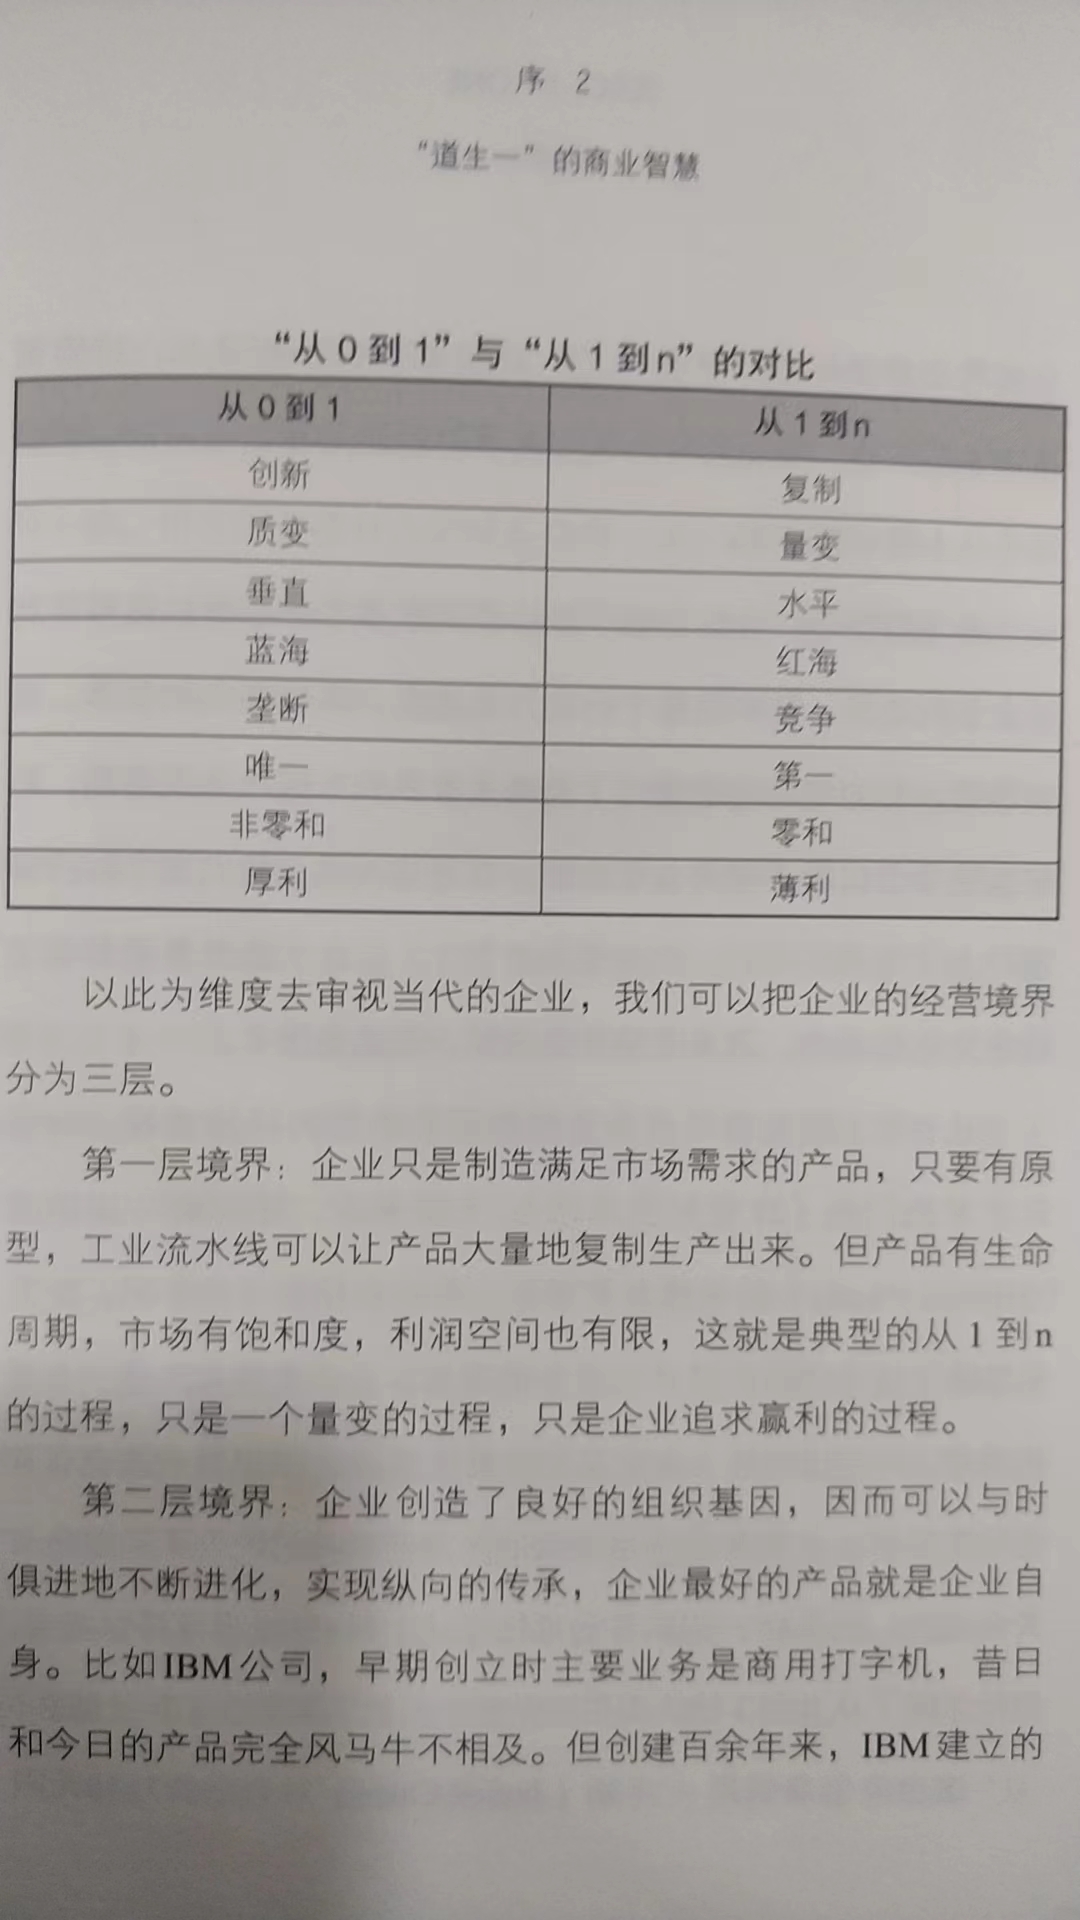 序 2
“道生一”的商业智慧
“从0到1”与“从1到n”的对比
从0到1 从1到n
创新 复制
质变 量变
垂直 水平
蓝海 红海
垄断 竞争
唯一 第一
非零和 零和
厚利 薄利
以此为维度去审视当代的企业，我们可以把企业的经营境界
分为三层。
第一层境界：企业只是制造满足市场需求的产品，只要有原
型，工业流水线可以让产品大量地复制生产出来。但产品有生命
周期，市场有饱和度，利润空间也有限，这就是典型的从1到n
的过程，只是一个量变的过程，只是企业追求赢利的过程。
第二层境界：企业创造了良好的组织基因，因而可以与时
俱进地不断进化，实现纵向的传承，企业最好的产品就是企业自
身。比如IBM公司，早期创立时主要业务是商用打字机，昔日
和今日的产品完全风马牛不相及。但创建百余年来，IBM建立的